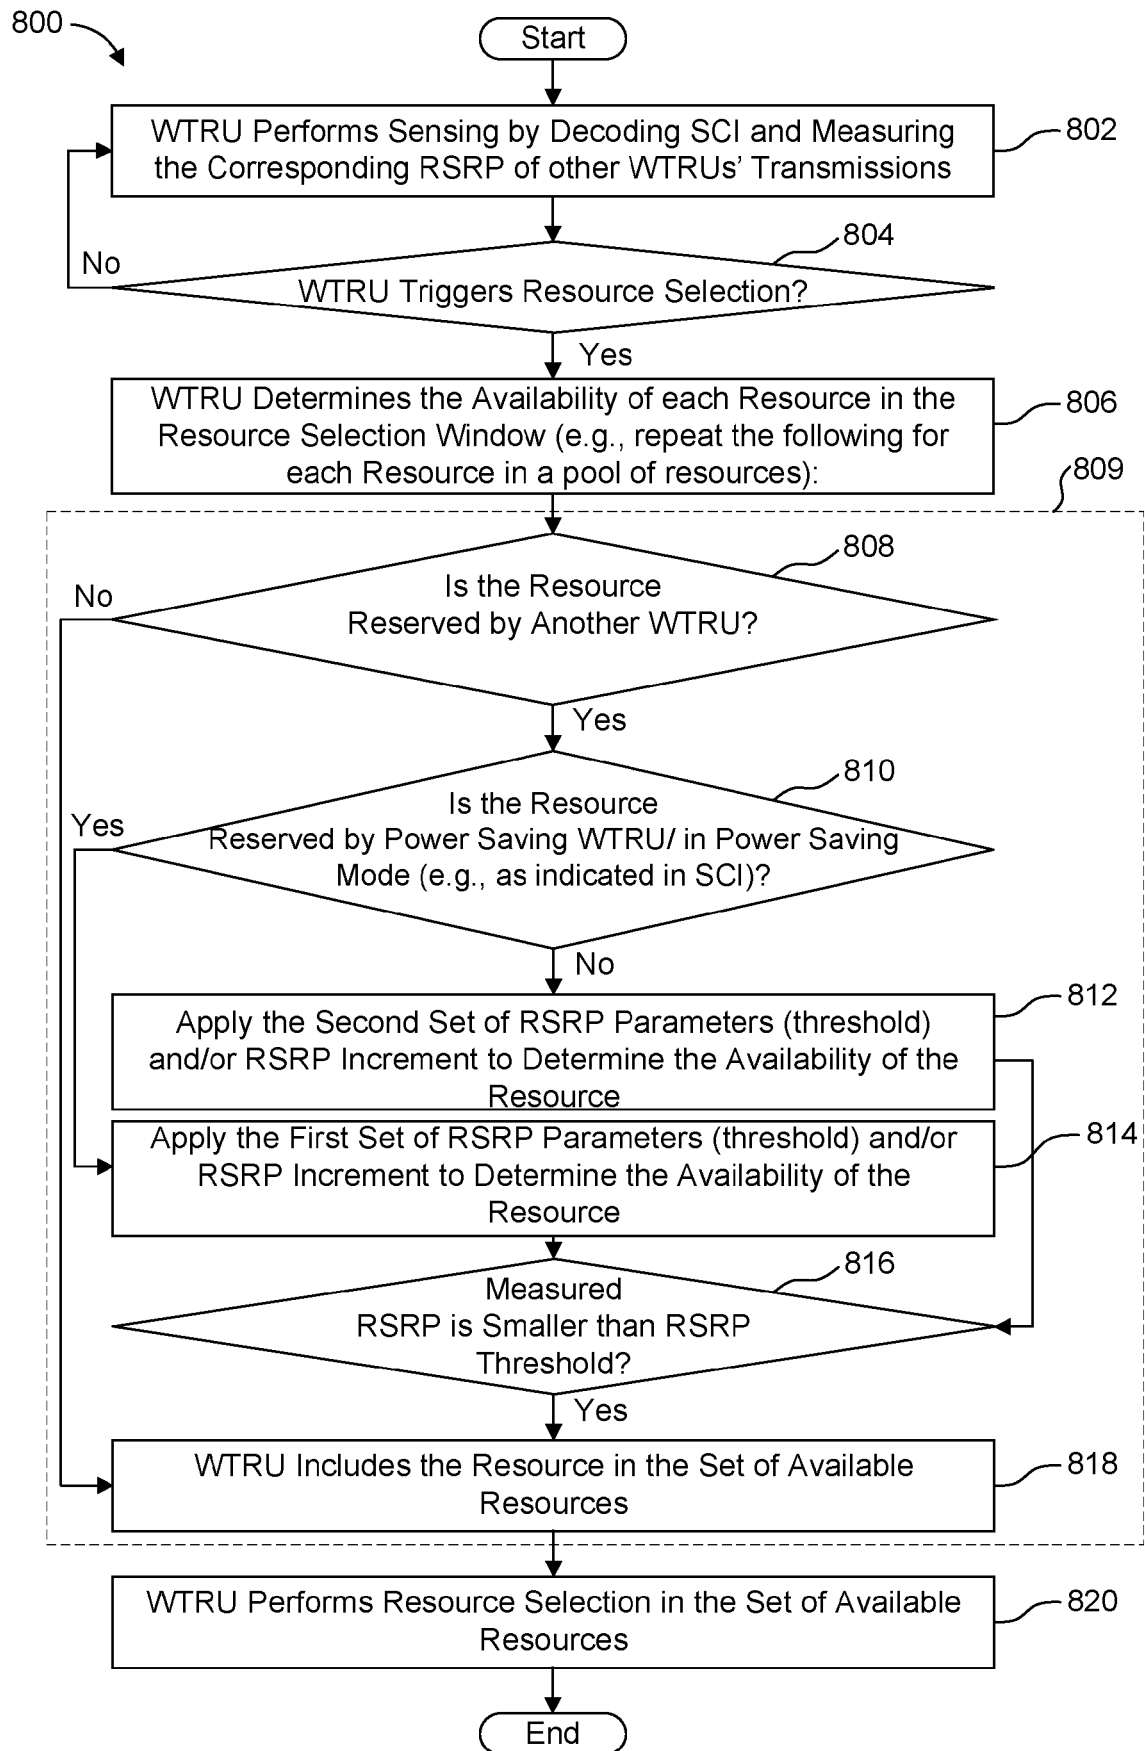 800
Start
WTRU Performs Sensing by Decoding SCI and Measuring
the Corresponding RSRP of other WTRUs' Transmissions
802
804
No
WTRU Triggers Resource Selection?
Yes
WTRU Determines the Availability of each Resource in the
Resource Selection Window (e.g., repeat the following for
each Resource in a pool of resources):
806
809
808
No
Is the Resource
Reserved by Another WTRU?
Yes
810
Yes
Is the Resource
Reserved by Power Saving WTRU/ in Power Saving
Mode (e.g., as indicated in SCI)?
No
812
Apply the Second Set of RSRP Parameters (threshold)
and/or RSRP Increment to Determine the Availability of the
Resource
Apply the First Set of RSRP Parameters (threshold) and/or
RSRP Increment to Determine the Availability of the
Resource
814
816
Measured
RSRP is Smaller than RSRP
Threshold?
Yes
WTRU Includes the Resource in the Set of Available
Resources
818
WTRU Performs Resource Selection in the Set of Available
Resources
820
End